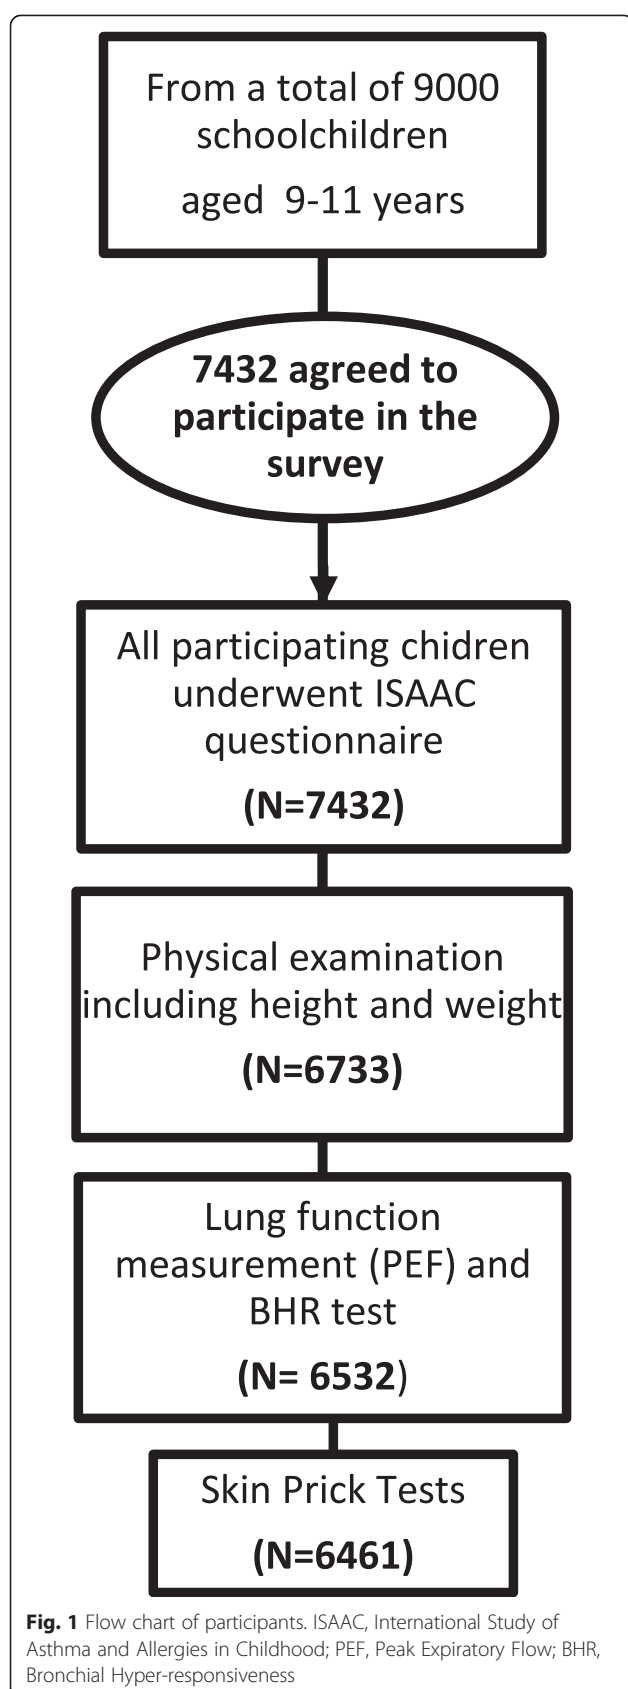 From a total of 9000
schoolchildren
aged 9-11 years
7432 agreed to
participate in the
survey
All participating chidren
underwent ISAAC
questionnaire
(N=7432)
Physical examination
including height and weight
(N=6733)
Lung function
measurement (PEF) and
BHR test
(N= 6532)
Skin Prick Tests
(N=6461)
Fig. 1 Flow chart of participants. ISAAC, International Study of
Asthma and Allergies in Childhood; PEF, Peak Expiratory Flow; BHR,
Bronchial Hyper-responsiveness